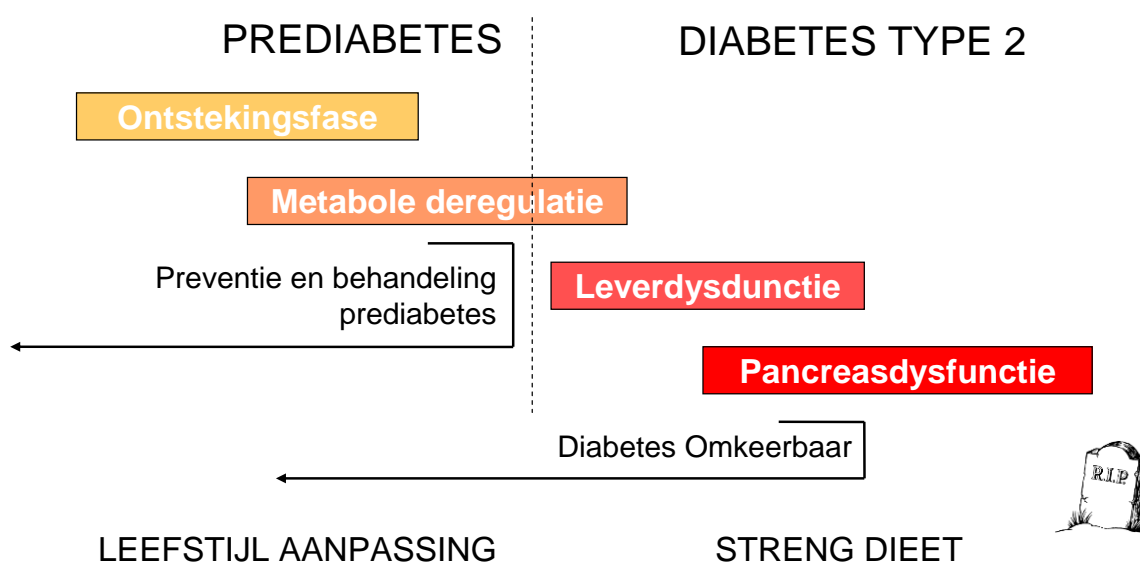 PREDIABETES
DIABETES TYPE 2
Ontstekingsfase
Metabole deregulatie
Preventie en behandeling
prediabetes
Leverdysdunctie
Pancreasdysfunctie
Diabetes Omkeerbaar
R.I.P
LEEFSTIJL AANPASSING
STRENG DIEET